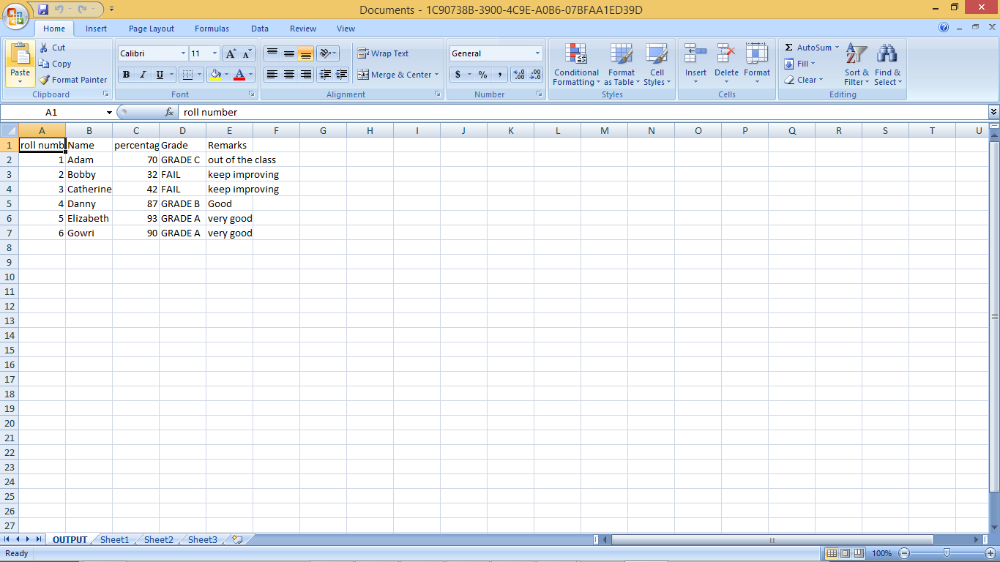 Documents - 1C90738B-3900-4C9E-A0B6-07BFAA1ED39D
Home Insert Page Layout Formulas Data Review View
Paste
Cut
Copy
Format Painter
Clipboard
Calibri 11 A A
B I U A
Font
Wrap Text
Merge & Center
Alignment
General
$ % , .00 .00
Number
Conditional Formatting
Format as Table
Cell Styles
Styles
Insert Delete Format
Cells
Σ AutoSum
Fill
Clear
Sort & Filter
Find & Select
Editing
A1 fx roll number
A B C D E F G H I J K L M N O P Q R S T U
1 roll numb Name percentag Grade Remarks
2 1 Adam 70 GRADE C out of the class
3 2 Bobby 32 FAIL keep improving
4 3 Catherine 42 FAIL keep improving
5 4 Danny 87 GRADE B Good
6 5 Elizabeth 93 GRADE A very good
7 6 Gowri 90 GRADE A very good
8
9
10
11
12
13
14
15
16
17
18
19
20
21
22
23
24
25
26
27
OUTPUT Sheet1 Sheet2 Sheet3
Ready 100%